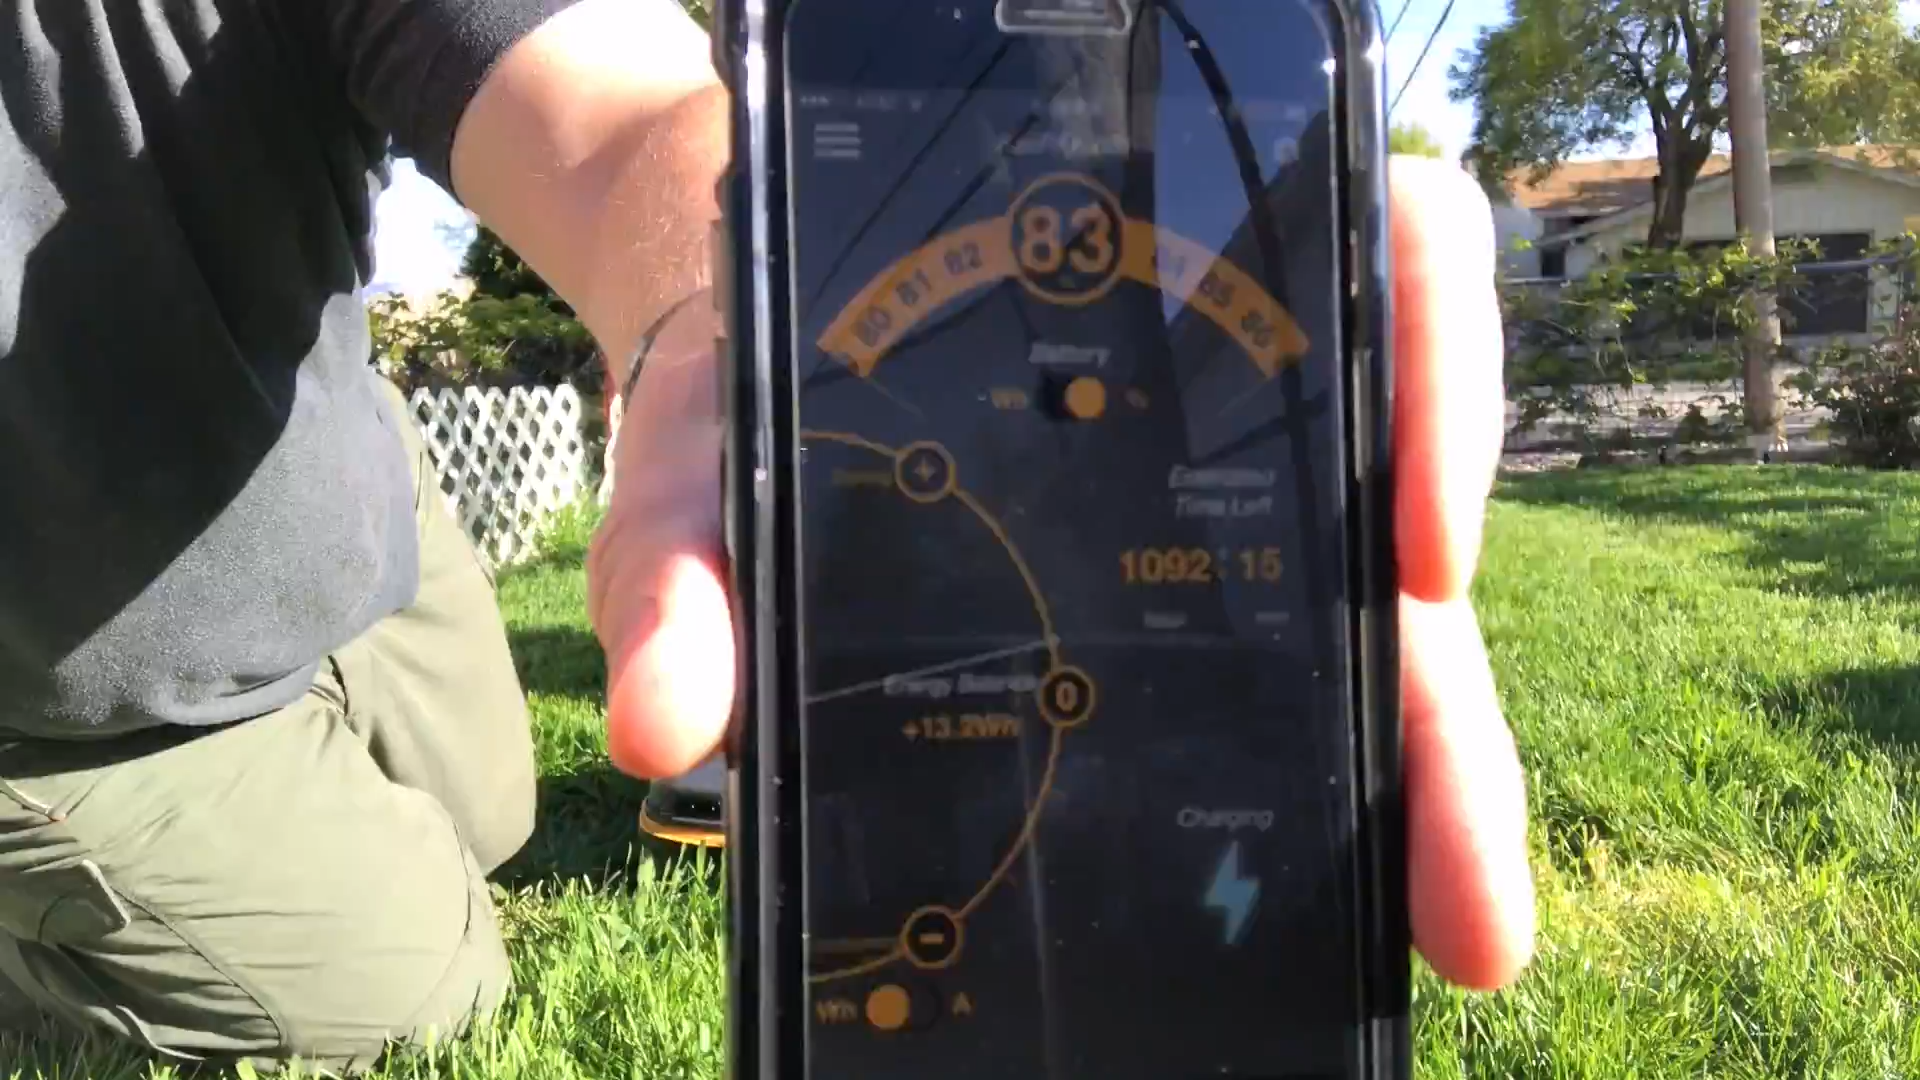 83
80 81 82 84 85 86
Battery
Wh %
Estimated
Time Left
1092: 15
Energy Balance
0
+13.2Wh
Charging
Wh A